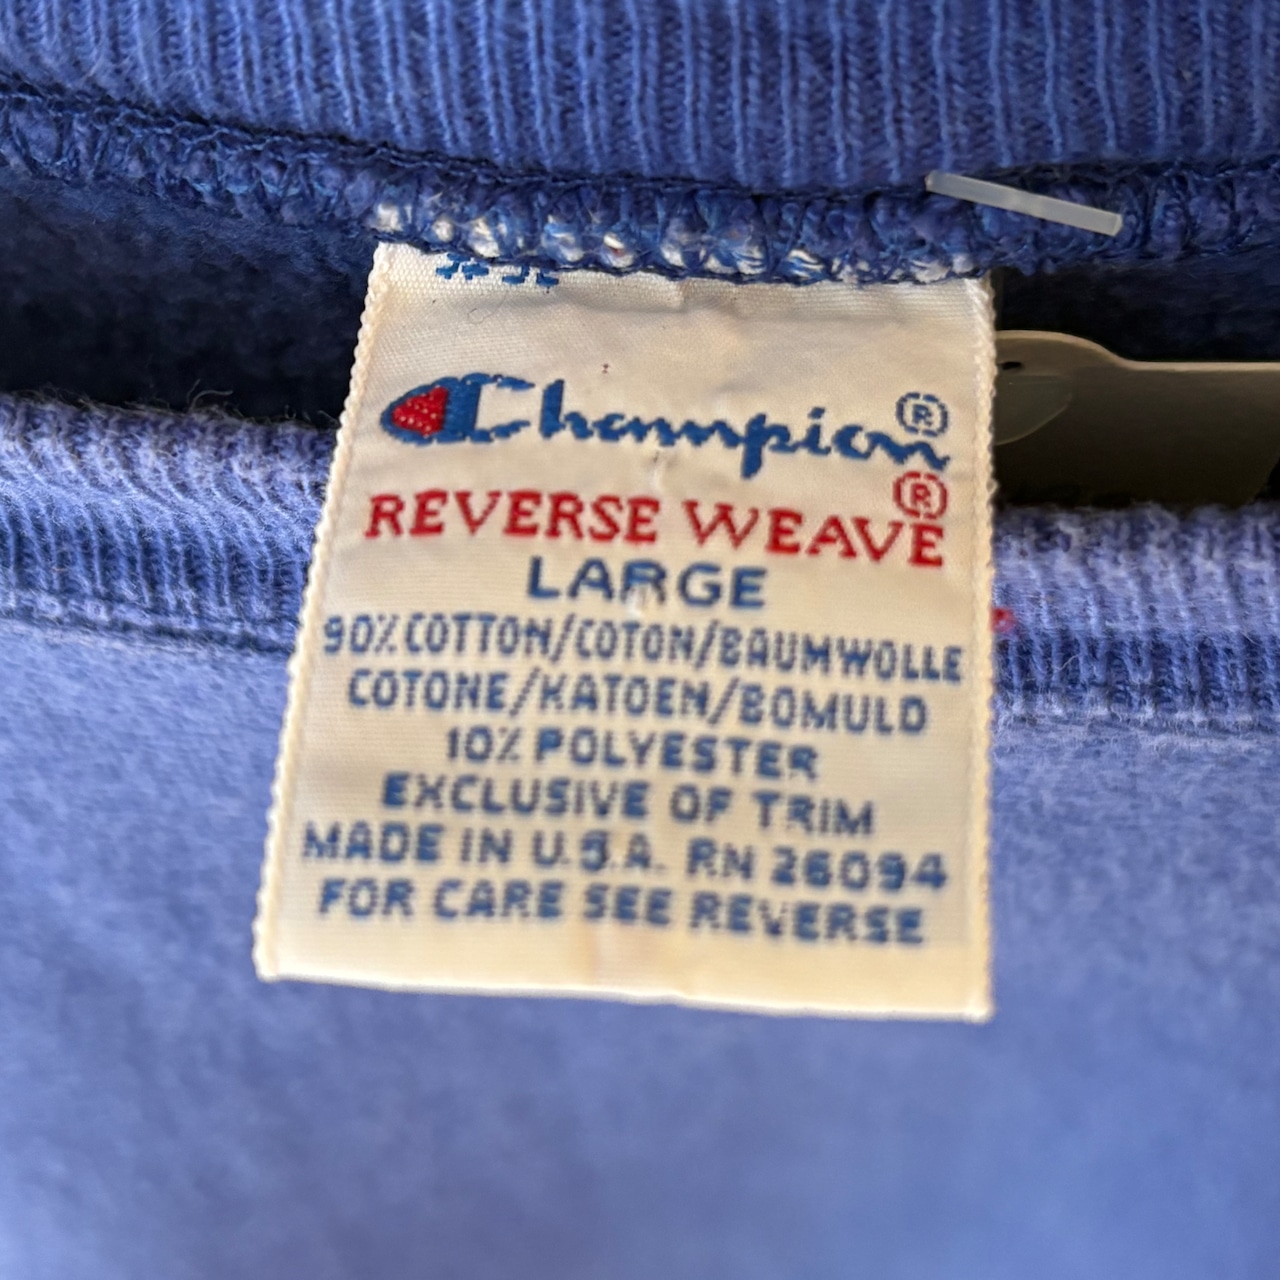 Champion®
REVERSE WEAVE®
LARGE
90% COTTON/COTON/BAUMWOLLE
COTONE/KATOEN/BOMULD
10% POLYESTER
EXCLUSIVE OF TRIM
MADE IN U.S.A. RN 26094
FOR CARE SEE REVERSE